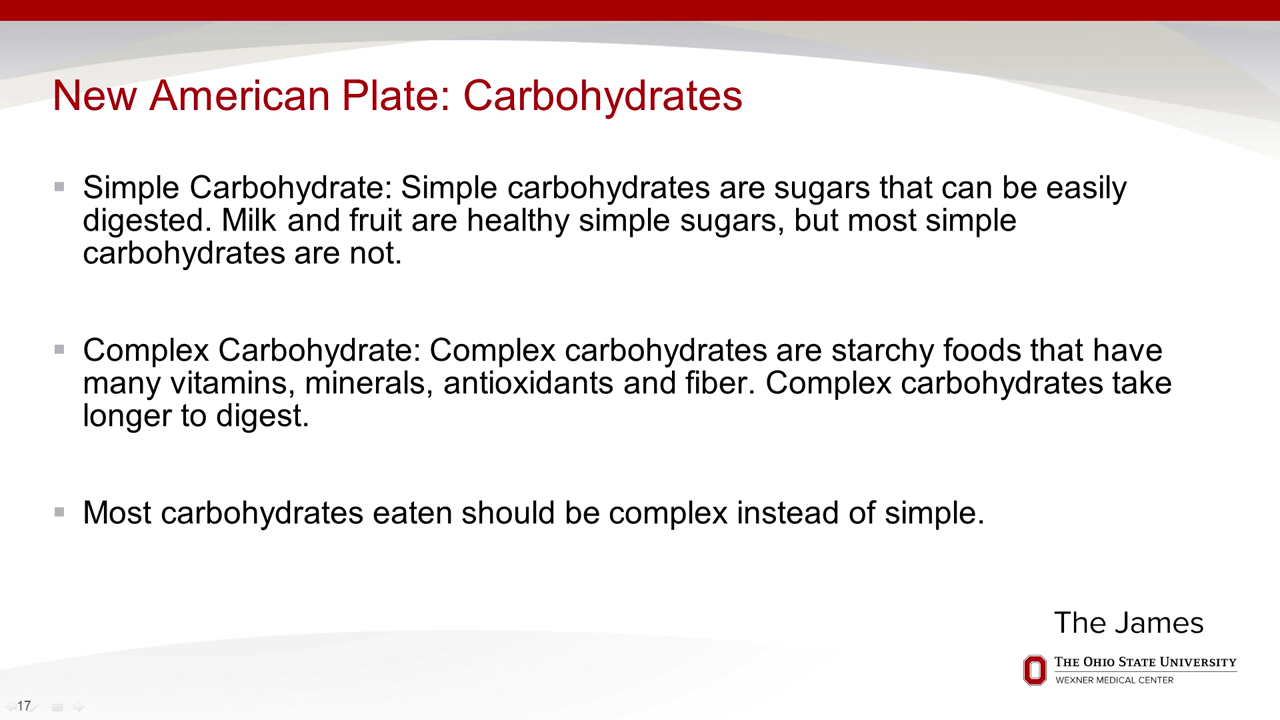 New American Plate: Carbohydrates
Simple Carbohydrate: Simple carbohydrates are sugars that can be easily
digested. Milk and fruit are healthy simple sugars, but most simple
carbohydrates are not.
Complex Carbohydrate: Complex carbohydrates are starchy foods that have
many vitamins, minerals, antioxidants and fiber. Complex carbohydrates take
longer to digest.
Most carbohydrates eaten should be complex instead of simple.
The James
THE OHIO STATE UNIVERSITY
WEXNER MEDICAL CENTER
17